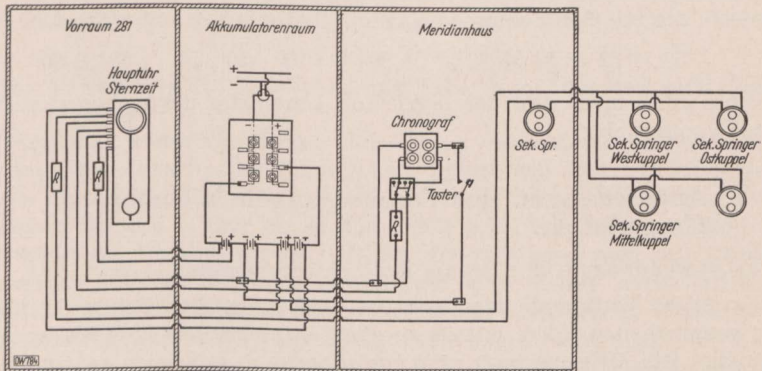 Vorraum 281
Akkumulatorenraum
Meridianhaus
Hauptuhr
Sternzeit
+
−
− +
Chronograf
Taster
R
R
R
Sek. Spr.
Sek. Springer
Westkuppel
Sek. Springer
Ostkuppel
Sek. Springer
Mittelkuppel
− + − + − + − +
DW784